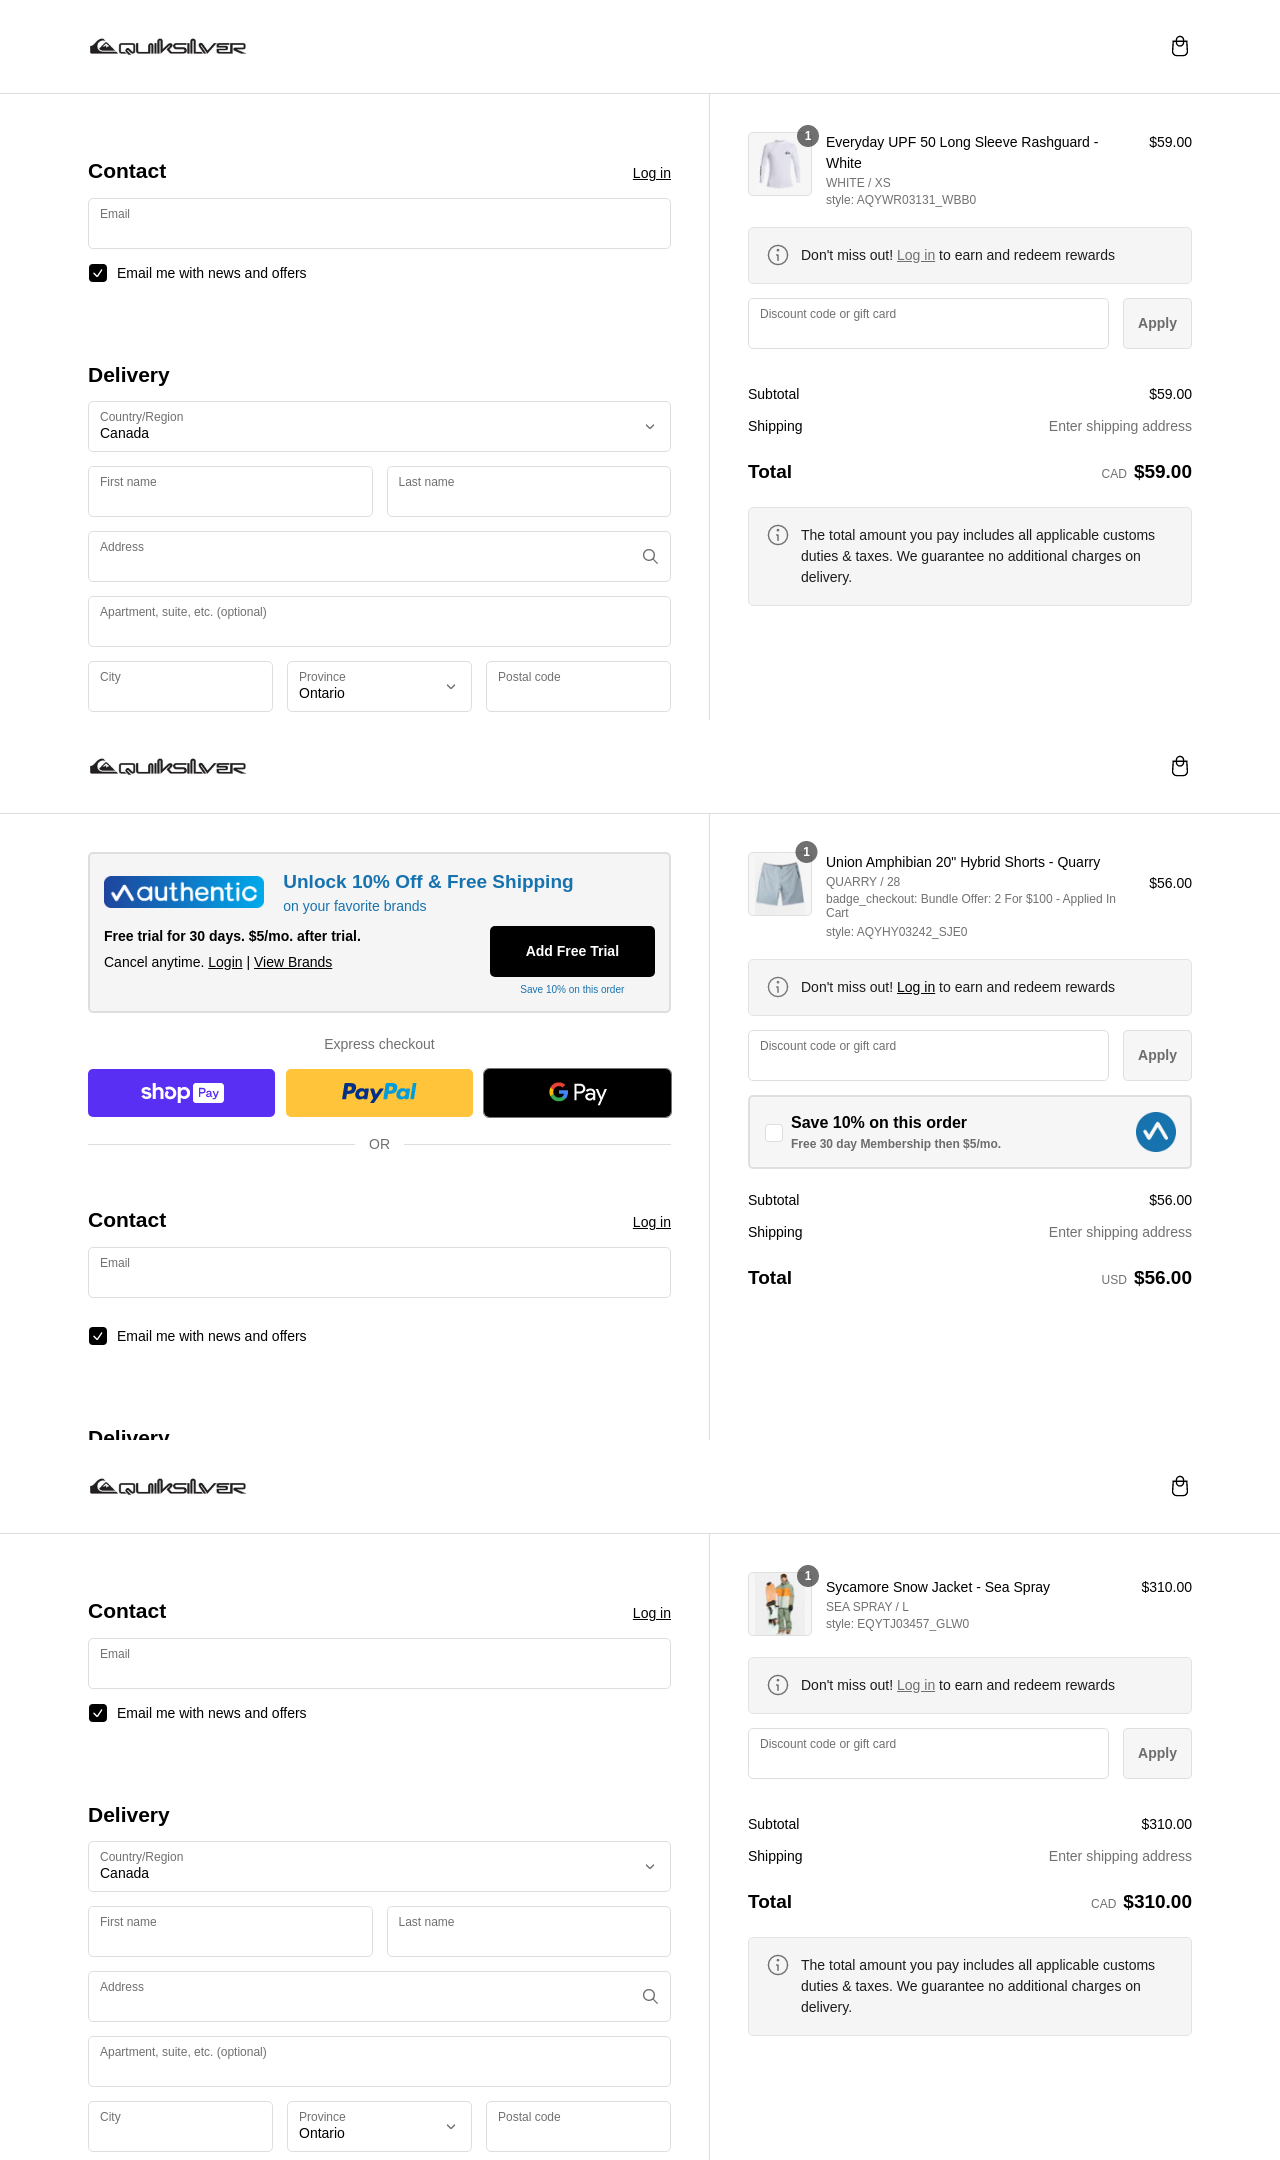 QUIKSILVER
Contact
Log in
Email
Email me with news and offers
Delivery
Country/Region
Canada
First name
Last name
Address
Apartment, suite, etc. (optional)
City
Province
Ontario
Postal code
1
Everyday UPF 50 Long Sleeve Rashguard -
White
$59.00
WHITE / XS
style: AQYWR03131_WBB0
Don't miss out! Log in to earn and redeem rewards
Discount code or gift card
Apply
Subtotal
$59.00
Shipping
Enter shipping address
Total
CAD $59.00
The total amount you pay includes all applicable customs
duties & taxes. We guarantee no additional charges on
delivery.
QUIKSILVER
authentic
Unlock 10% Off & Free Shipping
on your favorite brands
Free trial for 30 days. $5/mo. after trial.
Cancel anytime. Login | View Brands
Add Free Trial
Save 10% on this order
Express checkout
shop Pay
PayPal
G Pay
OR
Contact
Log in
Email
Email me with news and offers
Delivery
1
Union Amphibian 20" Hybrid Shorts - Quarry
QUARRY / 28
badge_checkout: Bundle Offer: 2 For $100 - Applied In
Cart
style: AQYHY03242_SJE0
$56.00
Don't miss out! Log in to earn and redeem rewards
Discount code or gift card
Apply
Save 10% on this order
Free 30 day Membership then $5/mo.
Subtotal
$56.00
Shipping
Enter shipping address
Total
USD $56.00
QUIKSILVER
Contact
Log in
Email
Email me with news and offers
Delivery
Country/Region
Canada
First name
Last name
Address
Apartment, suite, etc. (optional)
City
Province
Ontario
Postal code
1
Sycamore Snow Jacket - Sea Spray
$310.00
SEA SPRAY / L
style: EQYTJ03457_GLW0
Don't miss out! Log in to earn and redeem rewards
Discount code or gift card
Apply
Subtotal
$310.00
Shipping
Enter shipping address
Total
CAD $310.00
The total amount you pay includes all applicable customs
duties & taxes. We guarantee no additional charges on
delivery.